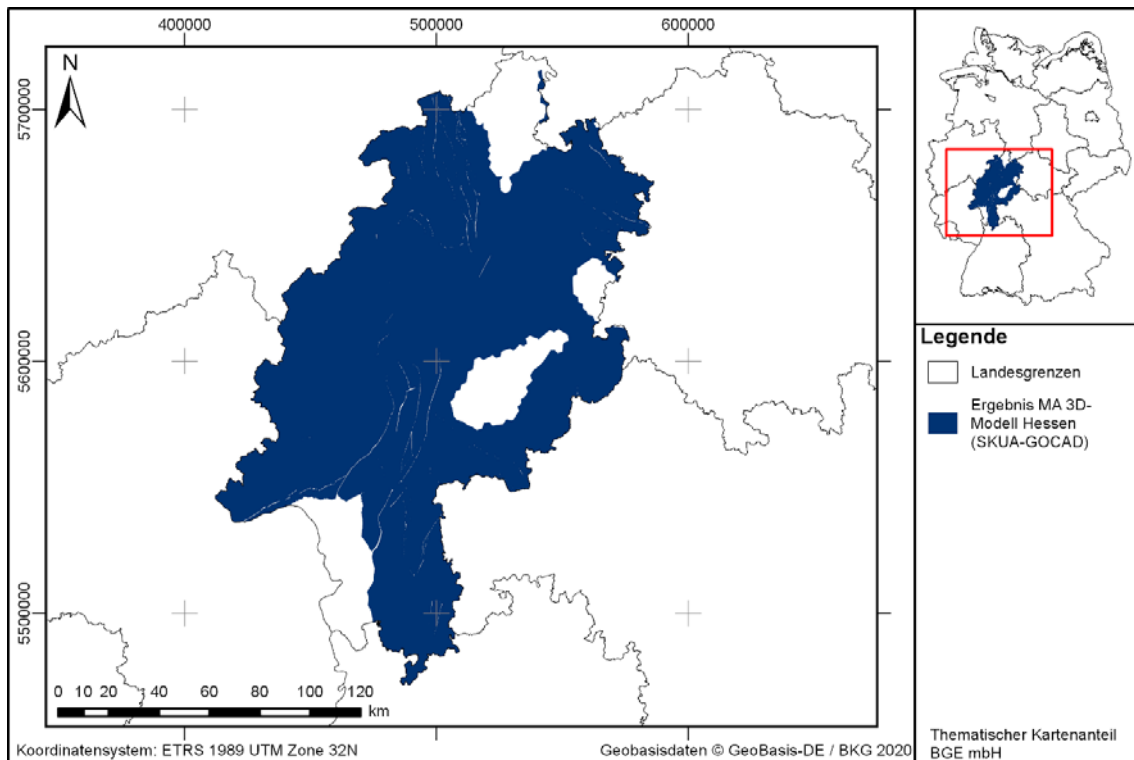 400000 500000 600000
N
5700000
5600000
5500000
0 10 20 40 60 80 100 120
km
Koordinatensystem: ETRS 1989 UTM Zone 32N
Geobasisdaten © GeoBasis-DE / BKG 2020
Legende
Landesgrenzen
Ergebnis MA 3D-
Modell Hessen
(SKUA-GOCAD)
Thematischer Kartenanteil
BGE mbH